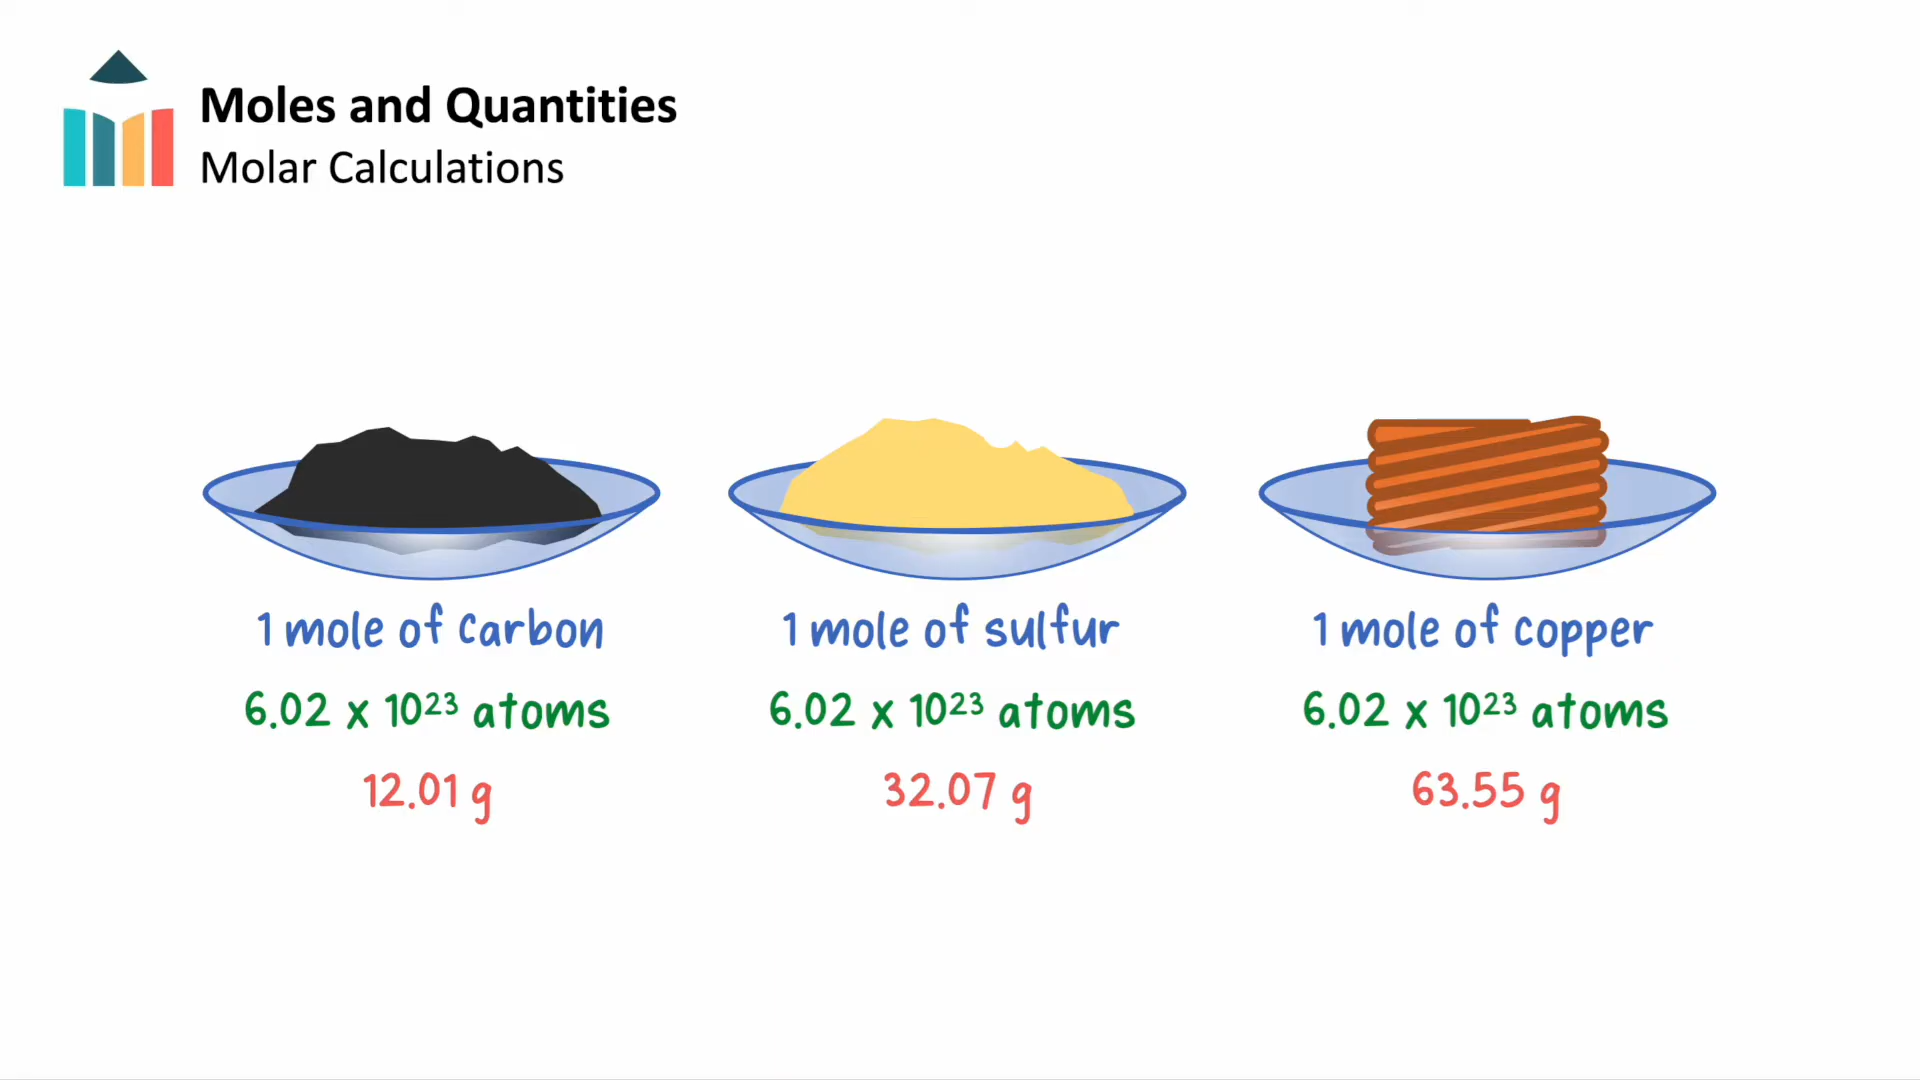 Moles and Quantities
Molar Calculations
1 mole of carbon
6.02 x 10²³ atoms
12.01 g
1 mole of sulfur
6.02 x 10²³ atoms
32.07 g
1 mole of copper
6.02 x 10²³ atoms
63.55 g